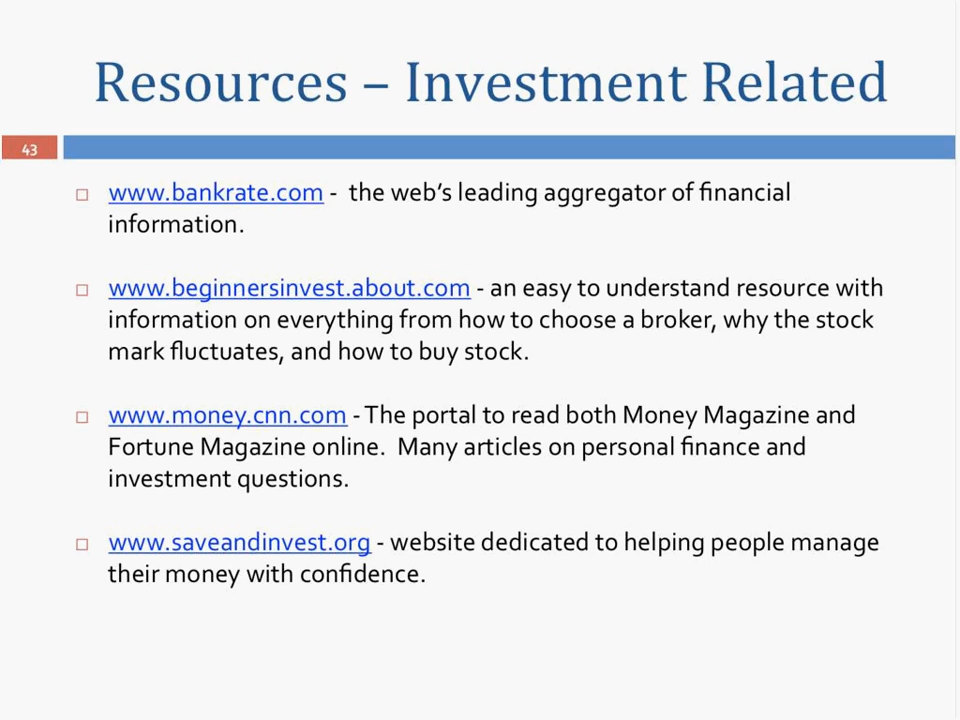 Resources – Investment Related
43
www.bankrate.com -  the web’s leading aggregator of financial
information.
www.beginnersinvest.about.com - an easy to understand resource with
information on everything from how to choose a broker, why the stock
mark fluctuates, and how to buy stock.
www.money.cnn.com - The portal to read both Money Magazine and
Fortune Magazine online.  Many articles on personal finance and
investment questions.
www.saveandinvest.org - website dedicated to helping people manage
their money with confidence.